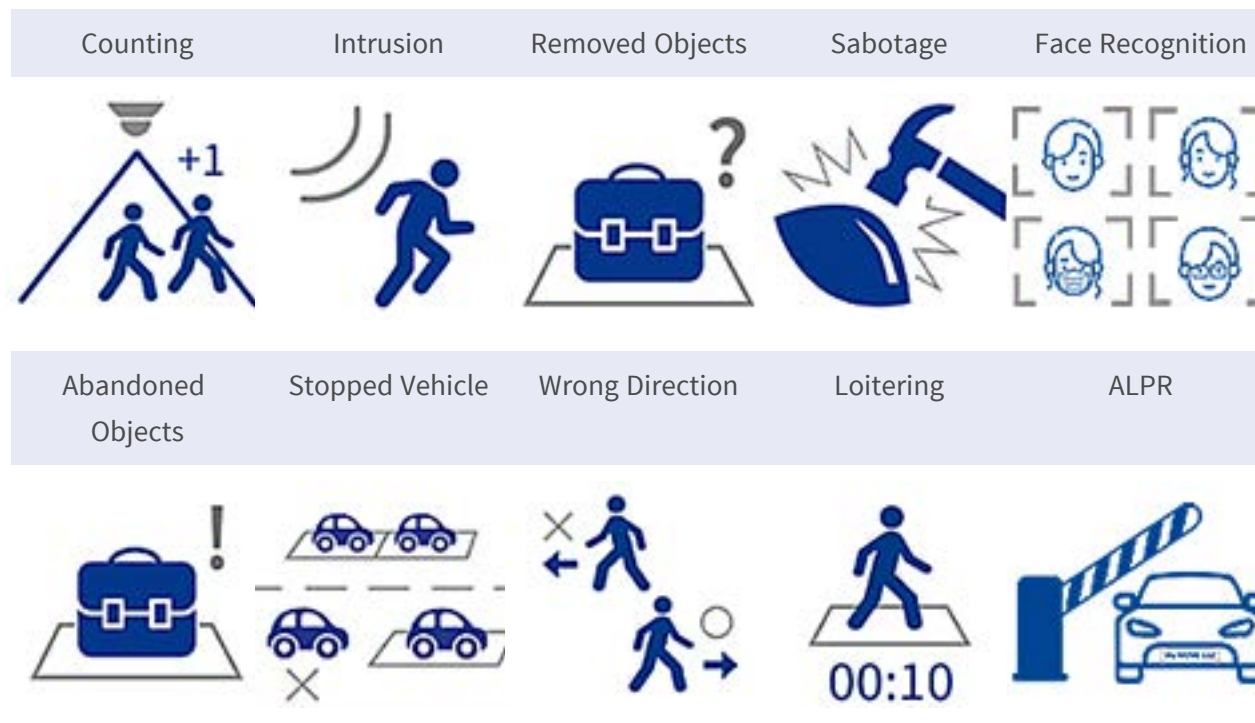 Counting
Intrusion
Removed Objects
Sabotage
Face Recognition
+1
?
Abandoned
Objects
Stopped Vehicle
Wrong Direction
Loitering
ALPR
!
00:10